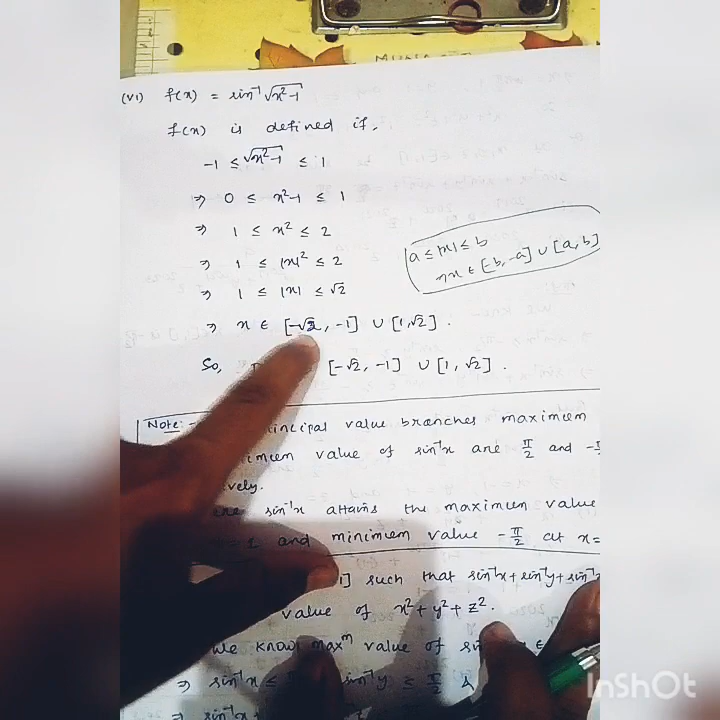 (VI) f(x) = sin⁻¹√(x²-1)
f(x) is defined if,
-1 ≤ √(x²-1) ≤ 1
⇒ 0 ≤ x²-1 ≤ 1
⇒ 1 ≤ x² ≤ 2
⇒ 1 ≤ |x|² ≤ 2
⇒ 1 ≤ |x| ≤ √2
a ≤ |x| ≤ b
⇒ x ∈ [-b, -a] ∪ [a, b]
⇒ x ∈ [-√2, -1] ∪ [1, √2].
So, [-√2, -1] ∪ [1, √2].
Note:- principal value branches maximum
value of sin⁻¹x are π/2 and
sin⁻¹x attains the maximum value
and minimum value -π/2 at x=
1] such that sin⁻¹x + sin⁻¹y + sin⁻¹
value of x² + y² + z².
We know maxᵐ value of
⇒ sin⁻¹x ≤ sin⁻¹y ≤ π/2
⇒ sin⁻¹x
InShOt